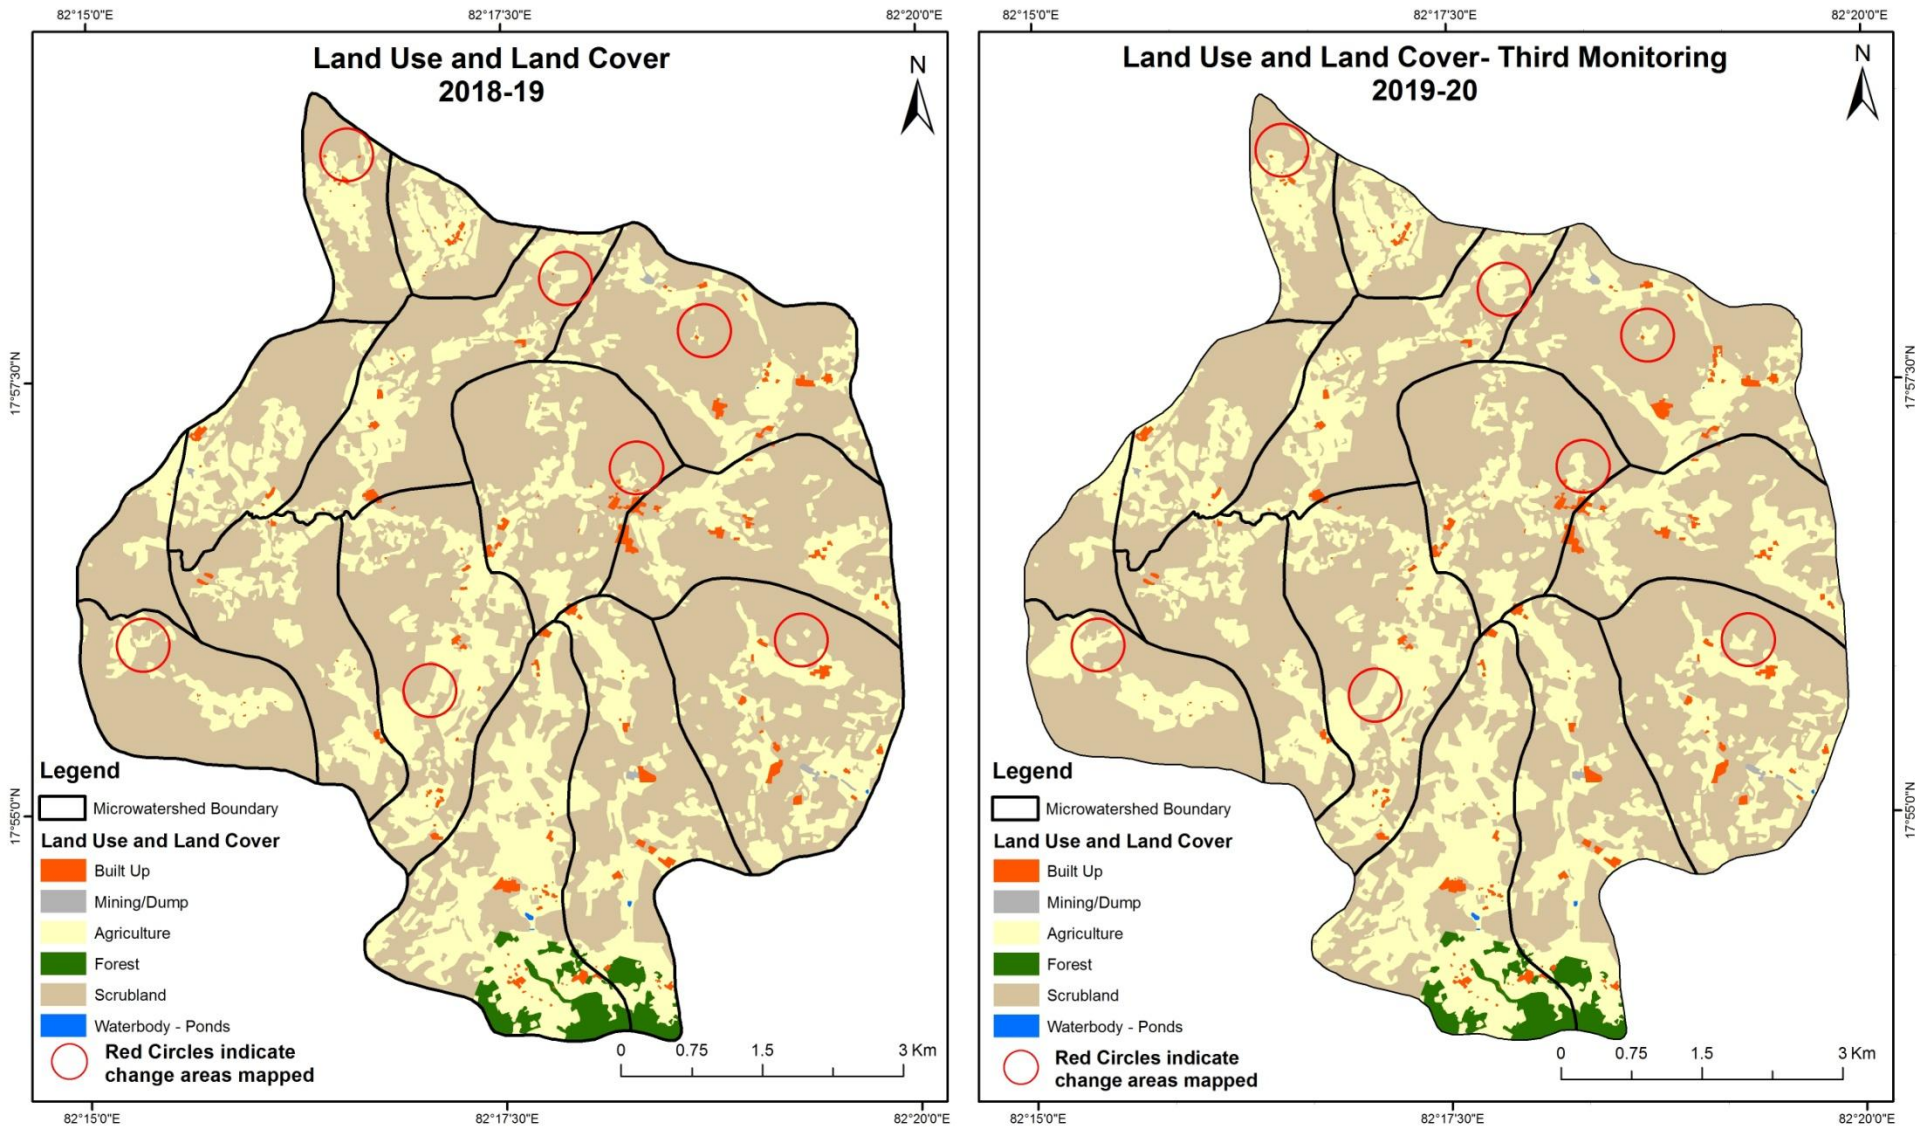 82°15'0"E
82°17'30"E
82°20'0"E
Land Use and Land Cover
2018-19
N
17°57'30"N
17°55'0"N
Legend
Microwatershed Boundary
Land Use and Land Cover
Built Up
Mining/Dump
Agriculture
Forest
Scrubland
Waterbody - Ponds
Red Circles indicate
change areas mapped
0 0.75 1.5 3 Km
82°15'0"E
82°17'30"E
82°20'0"E
82°15'0"E
82°17'30"E
82°20'0"E
Land Use and Land Cover- Third Monitoring
2019-20
N
17°57'30"N
17°55'0"N
Legend
Microwatershed Boundary
Land Use and Land Cover
Built Up
Mining/Dump
Agriculture
Forest
Scrubland
Waterbody - Ponds
Red Circles indicate
change areas mapped
0 0.75 1.5 3 Km
82°15'0"E
82°17'30"E
82°20'0"E